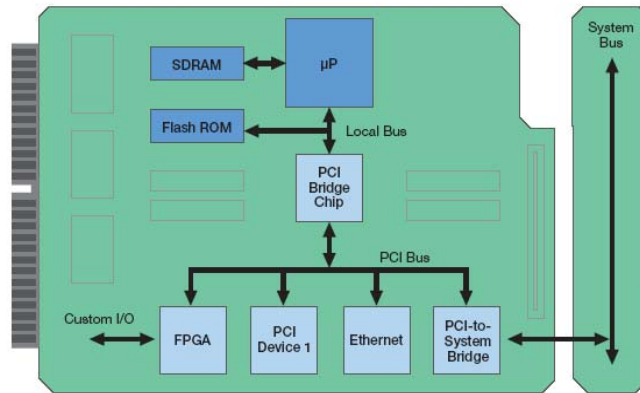 System
Bus
SDRAM
µP
Flash ROM
Local Bus
PCI
Bridge
Chip
PCI Bus
Custom I/O
FPGA
PCI
Device 1
Ethernet
PCI-to-
System
Bridge